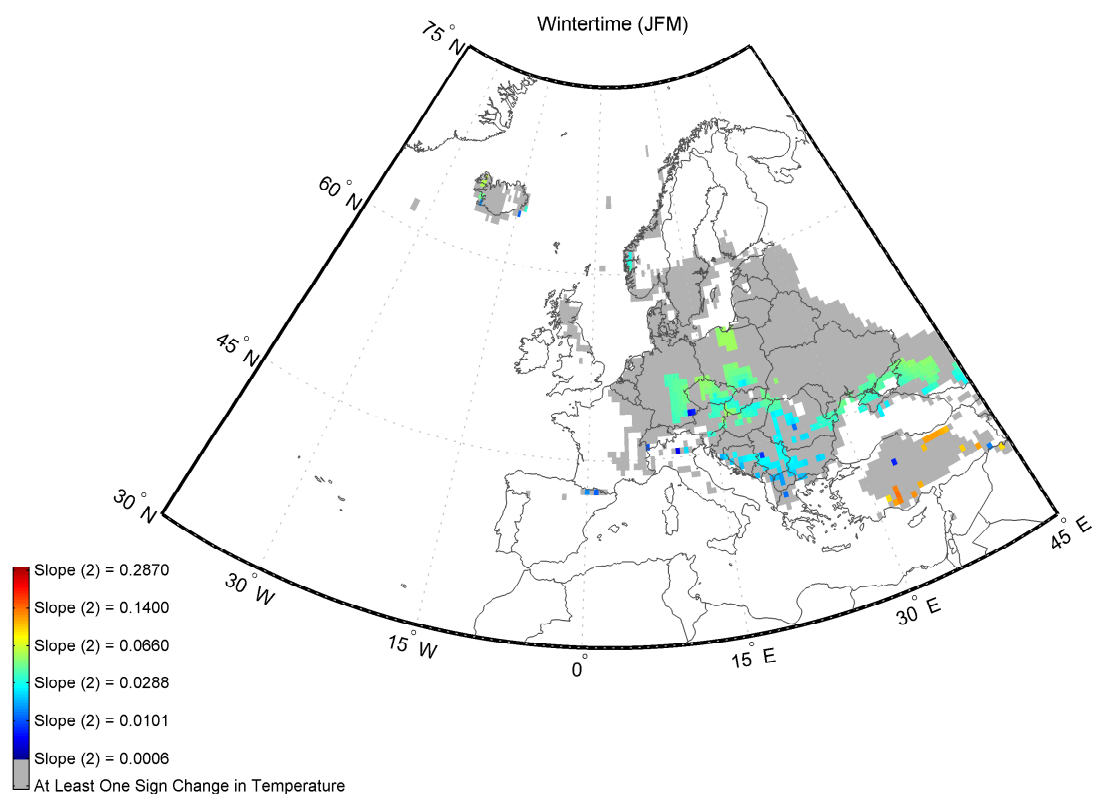 Wintertime (JFM)
75° N
60° N
45° N
30° N
30° W
15° W
0°
15° E
30° E
45° E
Slope (2) = 0.2870
Slope (2) = 0.1400
Slope (2) = 0.0660
Slope (2) = 0.0288
Slope (2) = 0.0101
Slope (2) = 0.0006
At Least One Sign Change in Temperature